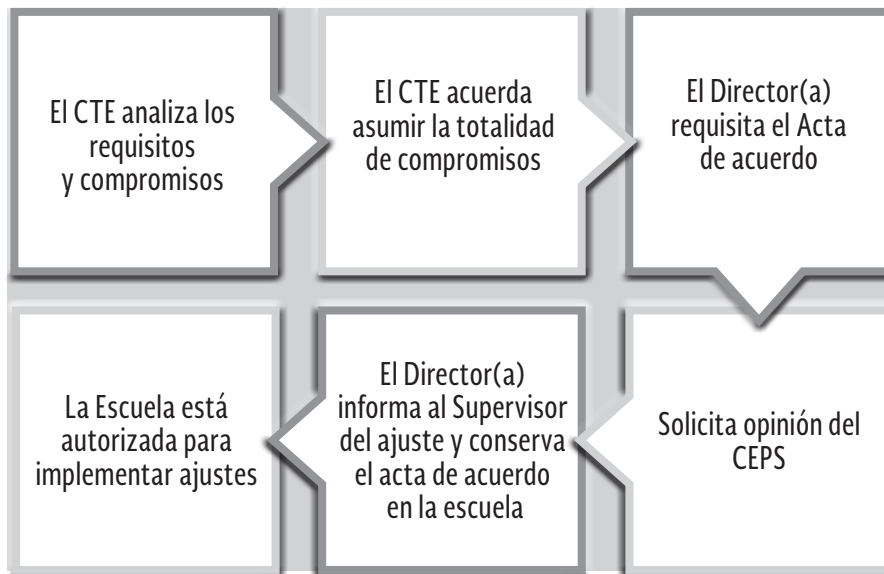 El CTE analiza los
requisitos
y compromisos
El CTE acuerda
asumir la totalidad
de compromisos
El Director(a)
requisita el Acta
de acuerdo
Solicita opinión del
CEPS
El Director(a)
informa al Supervisor
del ajuste y conserva
el acta de acuerdo
en la escuela
La Escuela está
autorizada para
implementar ajustes